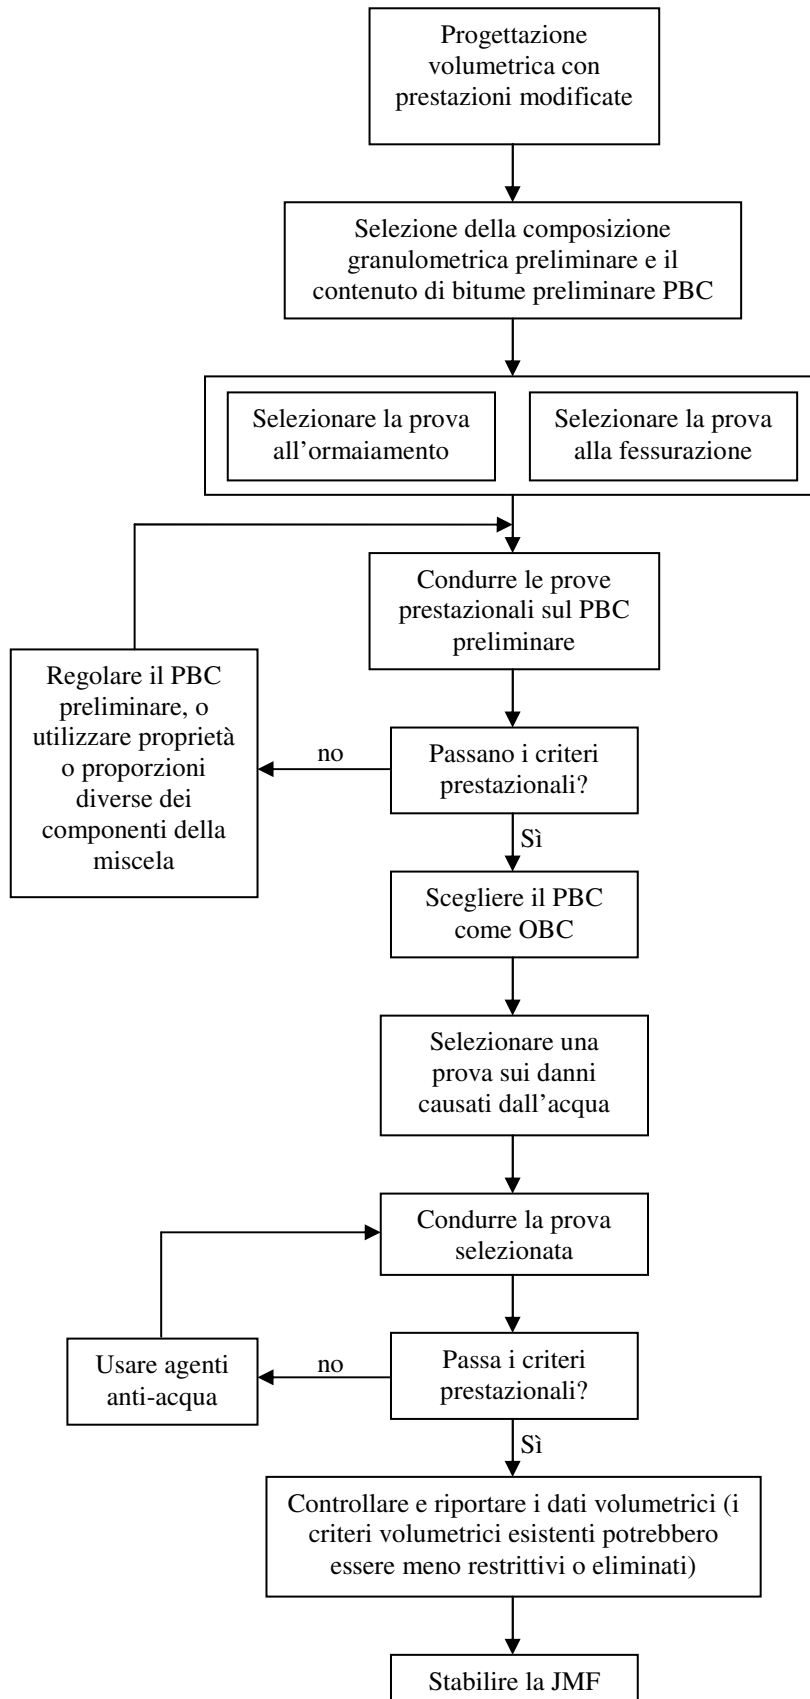 Progettazione
volumetrica con
prestazioni modificate
Selezione della composizione
granulometrica preliminare e il
contenuto di bitume preliminare PBC
Selezionare la prova
all'ormaiamento
Selezionare la prova
alla fessurazione
Condurre le prove
prestazionali sul PBC
preliminare
Regolare il PBC
preliminare, o
utilizzare proprietà
o proporzioni
diverse dei
componenti della
miscela
no
Passano i criteri
prestazionali?
Sì
Scegliere il PBC
come OBC
Selezionare una
prova sui danni
causati dall'acqua
Condurre la prova
selezionata
Usare agenti
anti-acqua
no
Passa i criteri
prestazionali?
Sì
Controllare e riportare i dati volumetrici (i
criteri volumetrici esistenti potrebbero
essere meno restrittivi o eliminati)
Stabilire la JMF